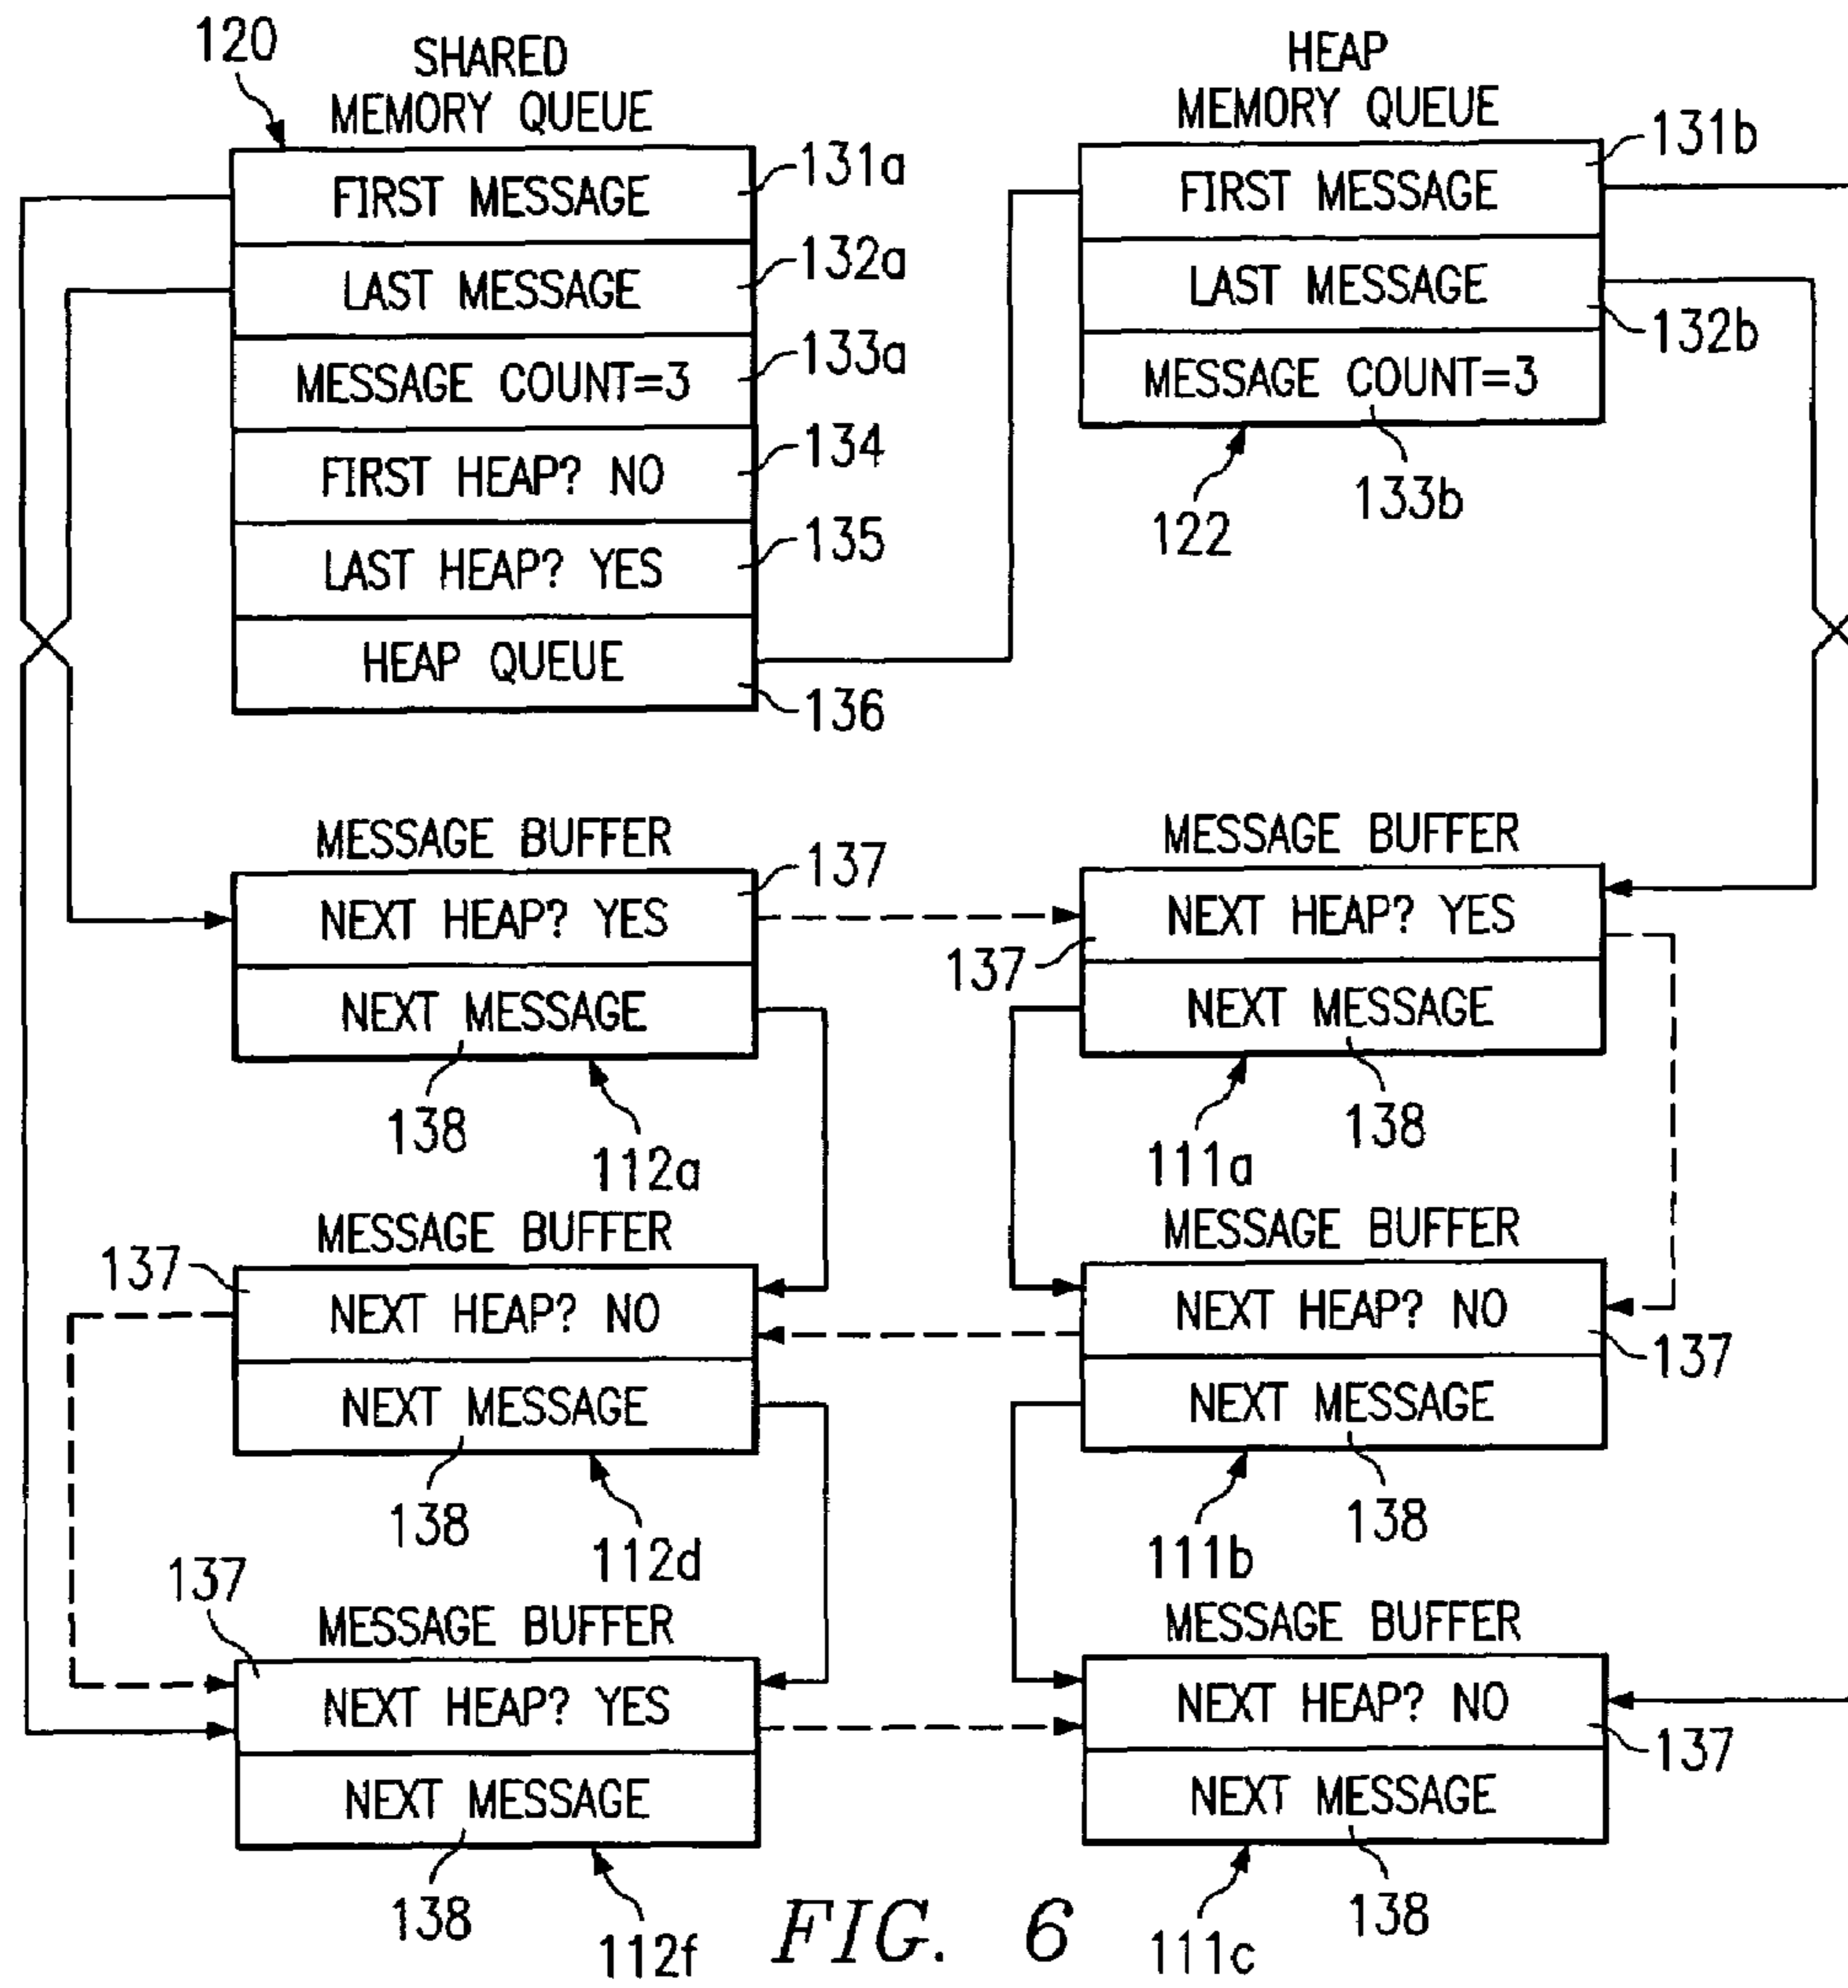 120
SHARED
MEMORY QUEUE
FIRST MESSAGE
131a
LAST MESSAGE
132a
MESSAGE COUNT=3
133a
FIRST HEAP? NO
134
LAST HEAP? YES
135
HEAP QUEUE
136
HEAP
MEMORY QUEUE
FIRST MESSAGE
131b
LAST MESSAGE
132b
MESSAGE COUNT=3
133b
122
MESSAGE BUFFER
137
NEXT HEAP? YES
NEXT MESSAGE
138
112a
MESSAGE BUFFER
NEXT HEAP? YES
137
NEXT MESSAGE
138
111a
MESSAGE BUFFER
137
NEXT HEAP? NO
NEXT MESSAGE
138
112d
MESSAGE BUFFER
NEXT HEAP? NO
137
NEXT MESSAGE
138
111b
137
MESSAGE BUFFER
NEXT HEAP? YES
NEXT MESSAGE
138
112f
MESSAGE BUFFER
NEXT HEAP? NO
137
NEXT MESSAGE
138
111c
FIG. 6